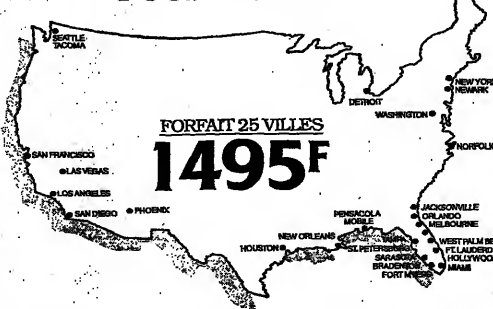 SEATTLE
TACOMA
NEW YORK
NEWARK
DETROIT
WASHINGTON
FORFAIT 25 VILLES
1495F
NORFOLK
SAN FRANCISCO
LAS VEGAS
LOS ANGELES
SAN DIEGO
PHOENIX
JACKSONVILLE
ORLANDO
MELBOURNE
PENSACOLA
MOBILE
NEW ORLEANS
HOUSTON
TAMPA
ST. PETERSBURG
WEST PALM BE
FT. LAUDERD
HOLLYWOOD
SARASOTA
BRADENTON
FORT MYERS
MIAMI